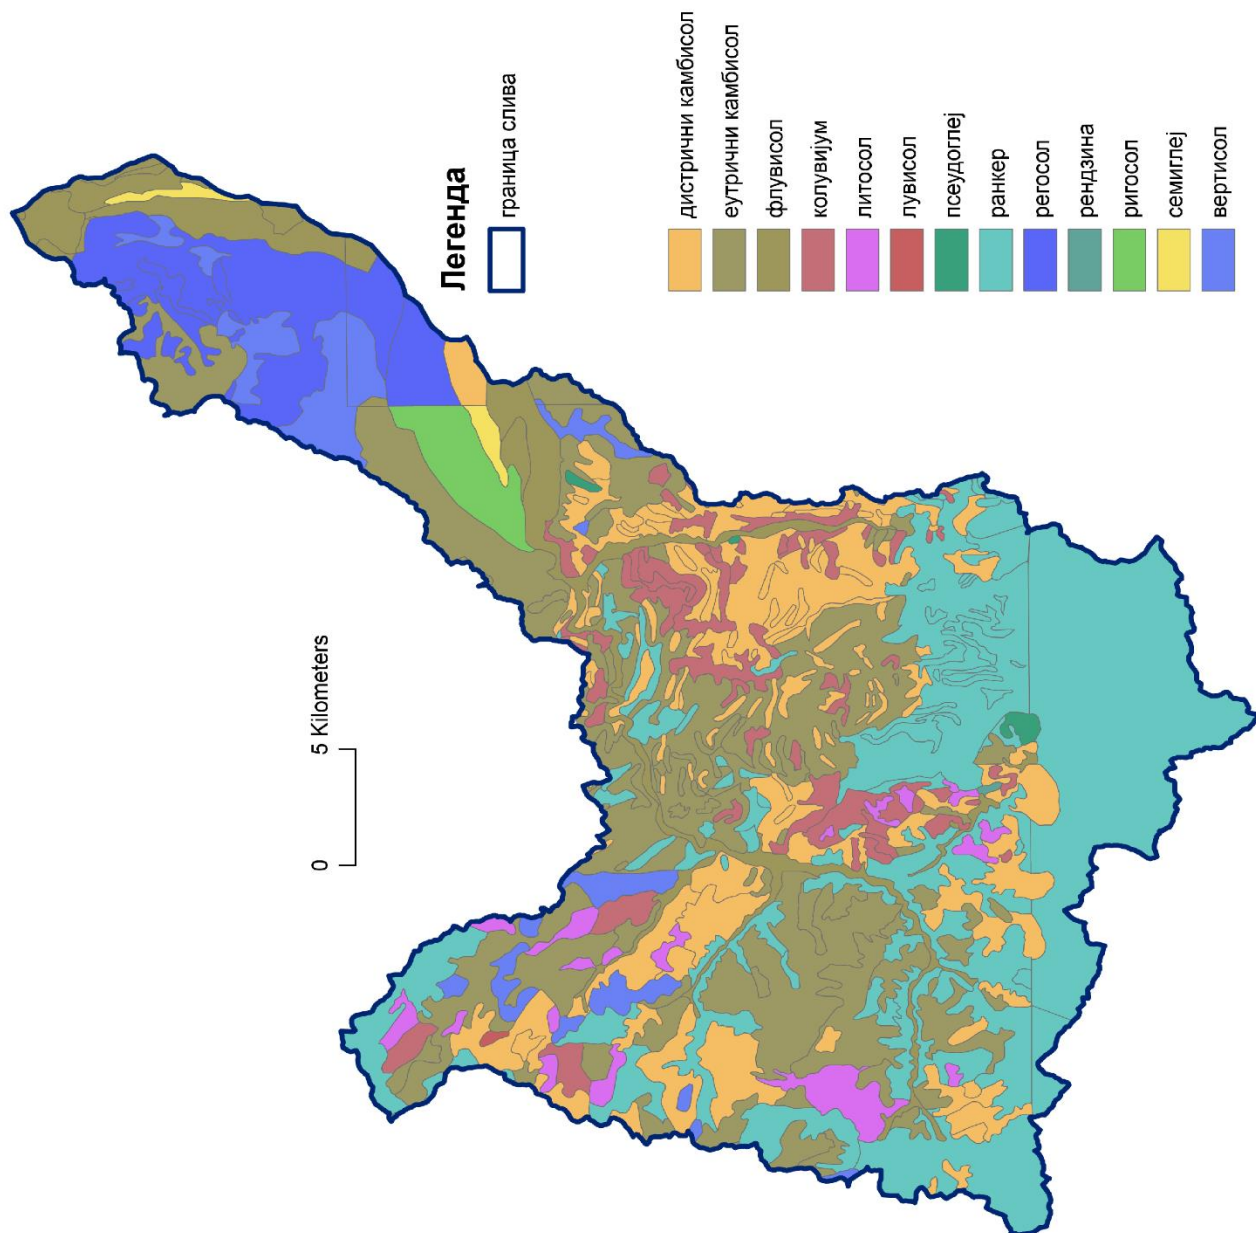 Легенда
граница слива
дистрични камбисол
еутрични камбисол
флувисол
колувијум
литосол
лувисол
псеудоглеј
ранкер
регосол
рендзина
ригосол
семиглеј
вертисол
0 5 Kilometers